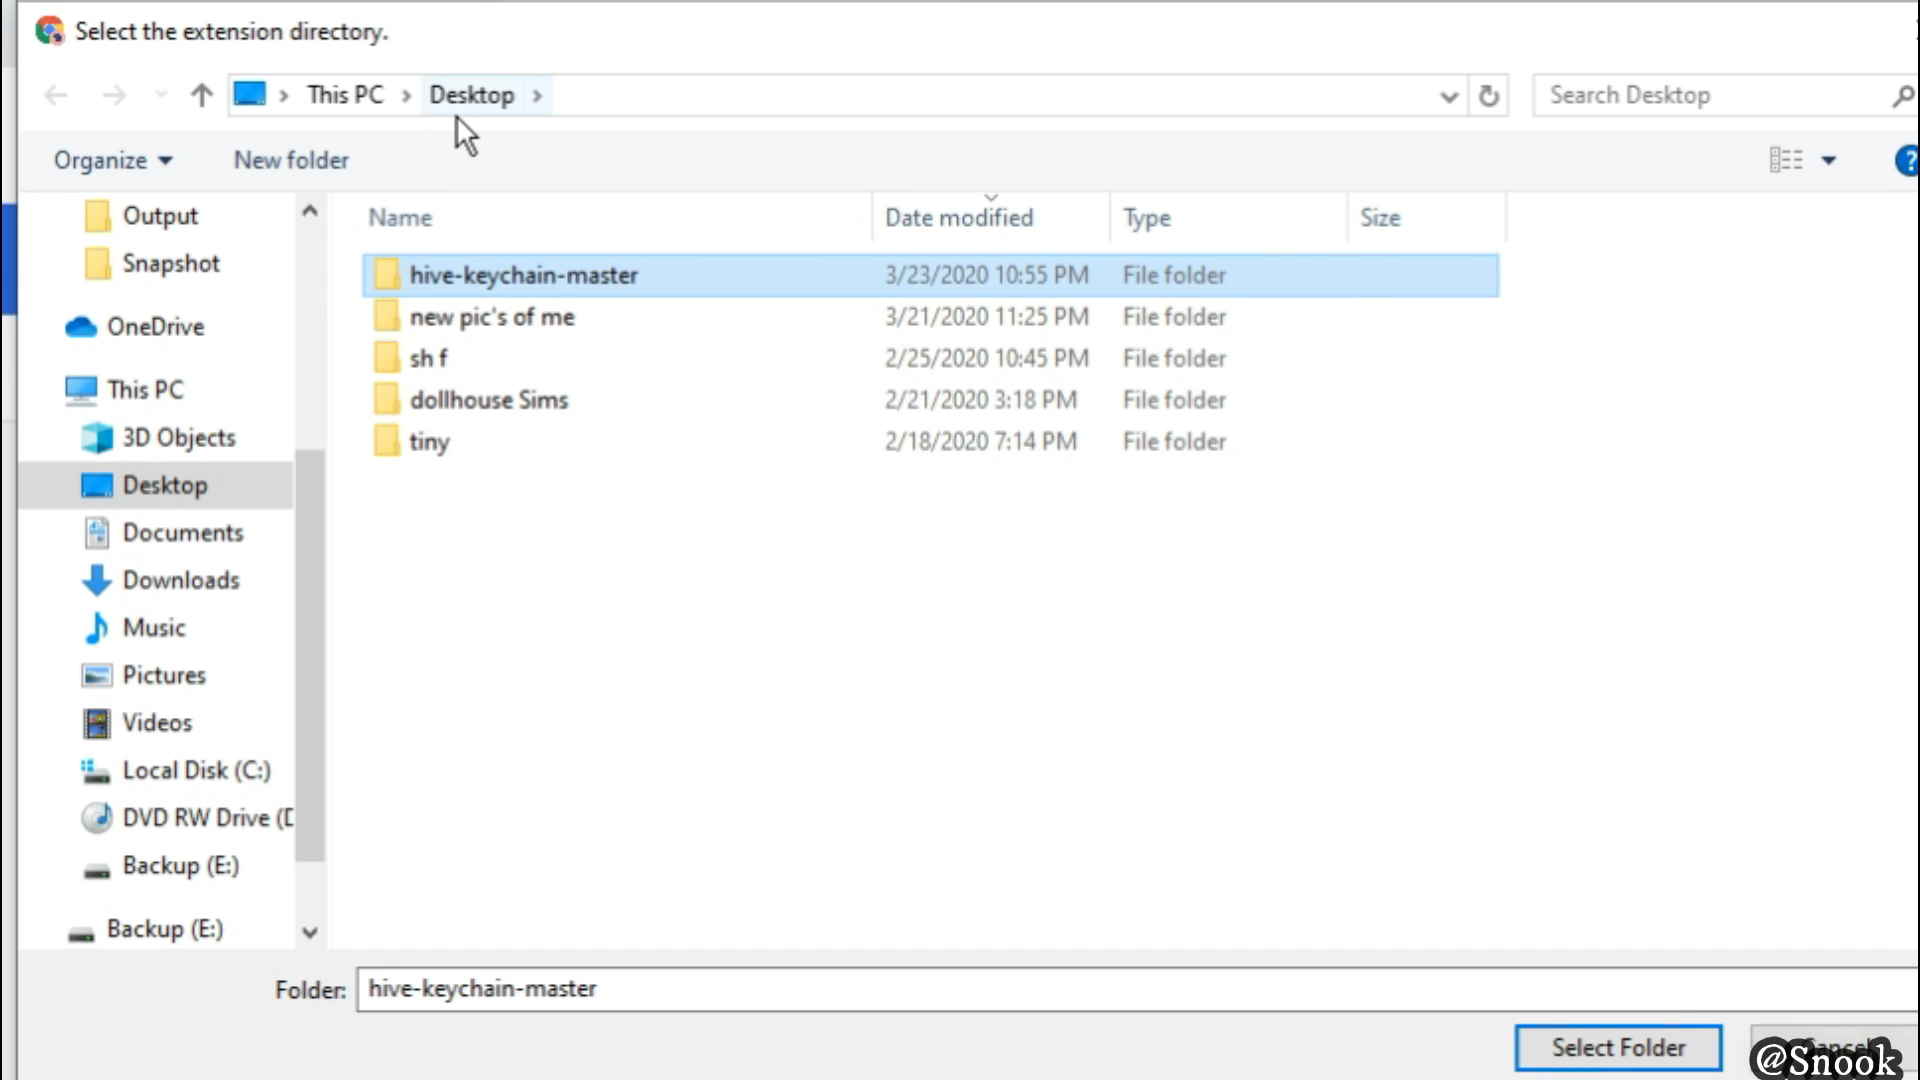 Select the extension directory.
This PC Desktop Search Desktop
Organize New folder ?
Output
Snapshot
OneDrive
This PC
3D Objects
Desktop
Documents
Downloads
Music
Pictures
Videos
Local Disk (C:)
DVD RW Drive (D
Backup (E:)
Backup (E:)
Name Date modified Type Size
hive-keychain-master 3/23/2020 10:55 PM File folder
new pic's of me 3/21/2020 11:25 PM File folder
sh f 2/25/2020 10:45 PM File folder
dollhouse Sims 2/21/2020 3:18 PM File folder
tiny 2/18/2020 7:14 PM File folder
Folder: hive-keychain-master
Select Folder Cancel
@Snook